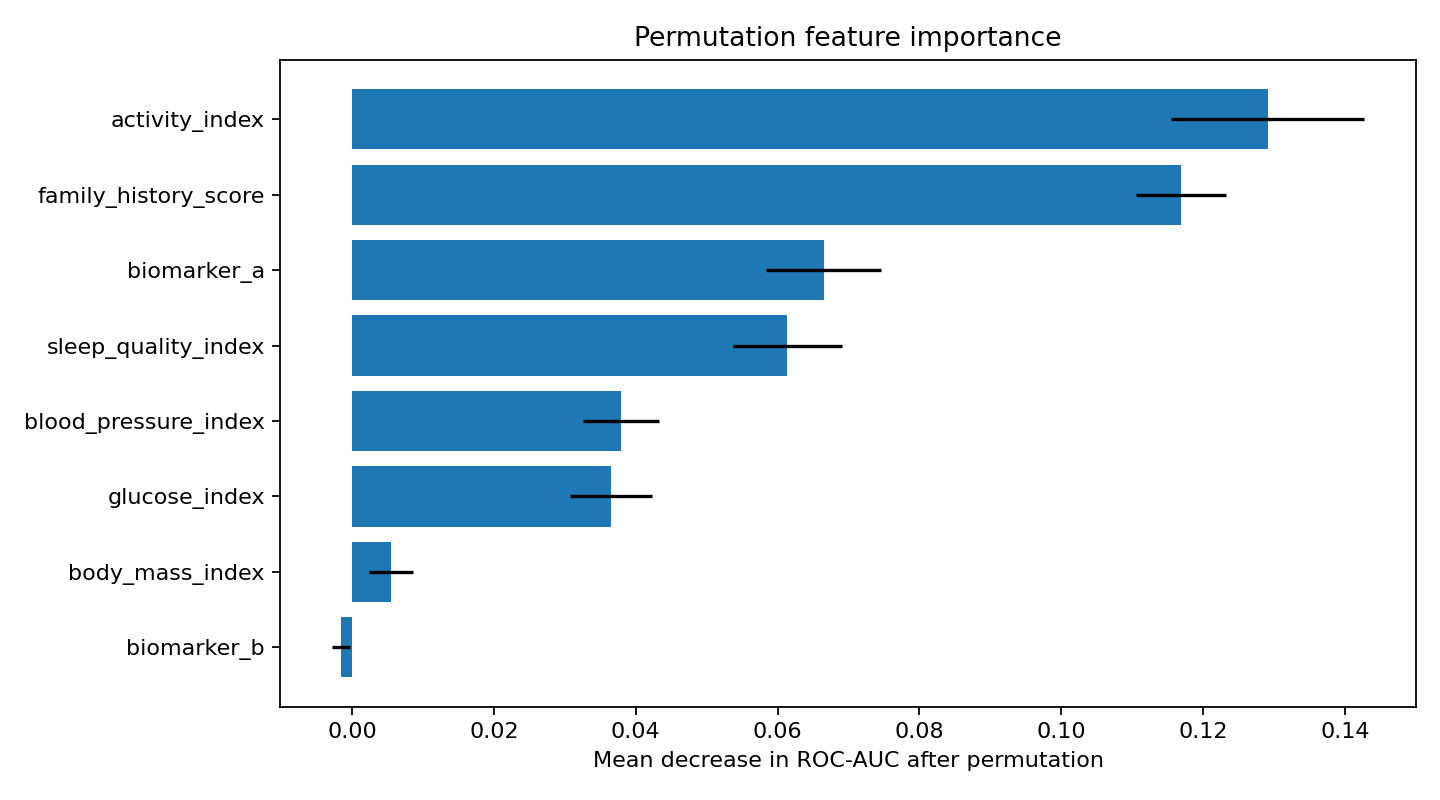 Permutation feature importance
activity_index
family_history_score
biomarker_a
sleep_quality_index
blood_pressure_index
glucose_index
body_mass_index
biomarker_b
0.00 0.02 0.04 0.06 0.08 0.10 0.12 0.14
Mean decrease in ROC-AUC after permutation